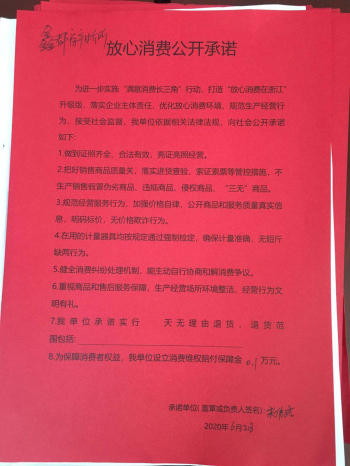 放心消费公开承诺
为进一步实施“满意消费长三角”行动，打造“放心消费在浙江”
升级版，落实企业主体责任，优化放心消费环境，规范生产经营行
为，接受社会监督，我单位依据相关法律法规，向社会公开承诺
如下：
1.做到证照齐全、合法有效，亮证亮照经营。
2.把好销售商品质量关，落实进货查验、索证索票等管控措施，不
生产销售假冒伪劣商品、违禁商品、侵权商品、“三无”商品。
3.规范经营服务行为，加强价格自律，公开商品和服务质量真实信
息，明码标价，无价格欺诈行为。
4.在用的计量器具均按规定通过强制检定，确保计量准确，无短斤
缺两行为。
5.健全消费纠纷处理机制，能主动自行协商和解消费争议。
6.重视商品和售后服务保障，生产经营场所环境整洁，经营行为文
明有礼。
7.我单位承诺实行 天无理由退货，退货范
围包括:
8.为保障消费者权益，我单位设立消费维权赔付保障金 0.1 万元。
承诺单位(盖章或负责人签名):
2020年6月2日